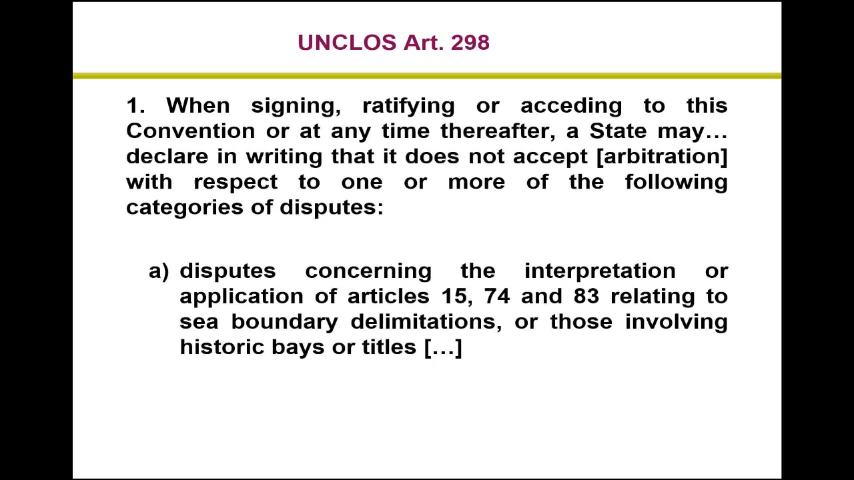 UNCLOS Art. 298
1. When signing, ratifying or acceding to this
Convention or at any time thereafter, a State may…
declare in writing that it does not accept [arbitration]
with respect to one or more of the following
categories of disputes:
a) disputes concerning the interpretation or
application of articles 15, 74 and 83 relating to
sea boundary delimitations, or those involving
historic bays or titles […]